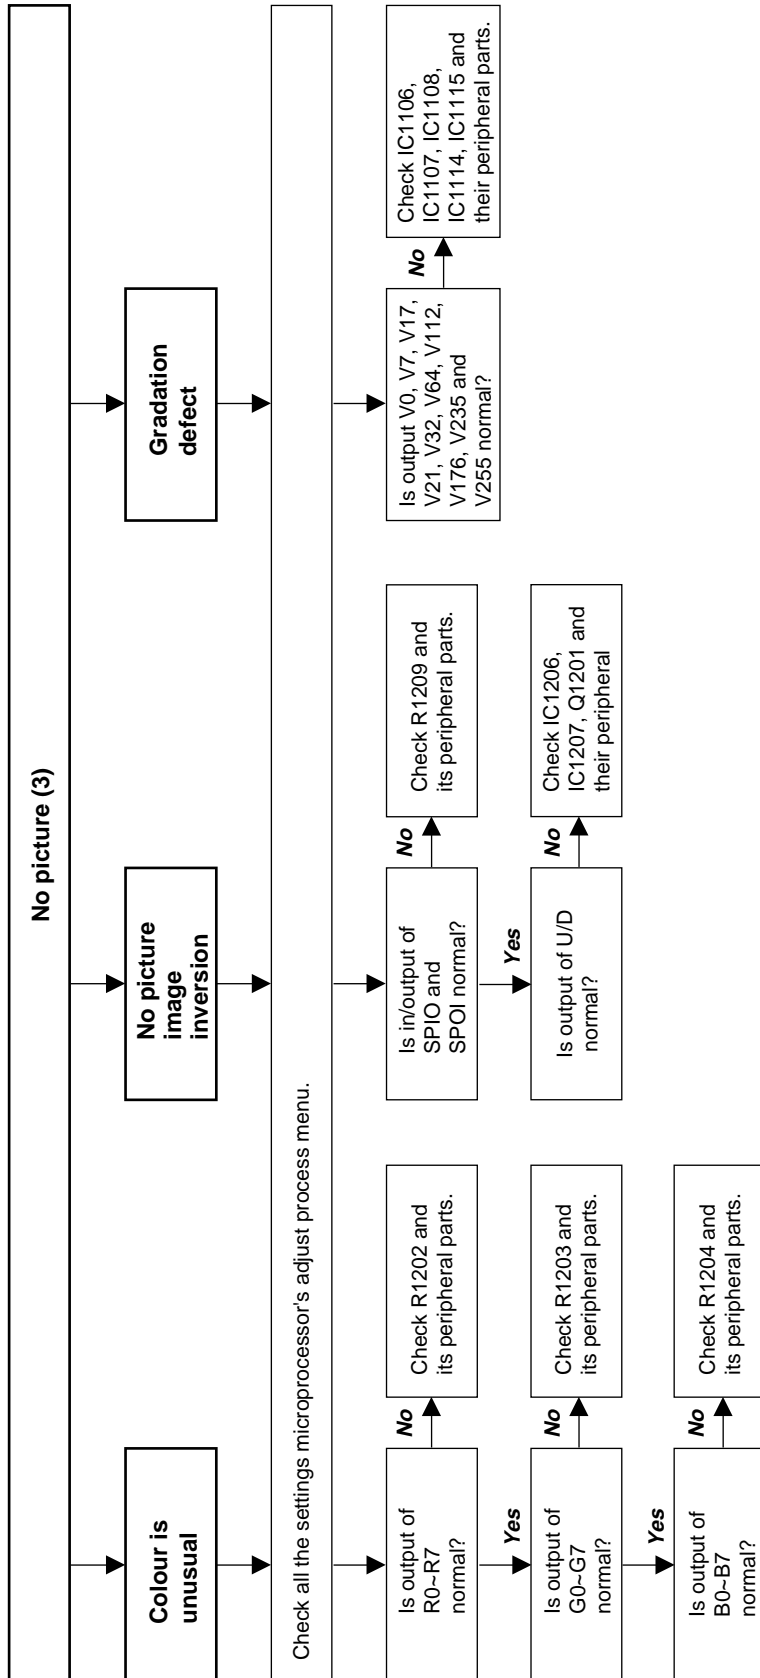 No picture (3)
Colour is
unusual
No picture
image
inversion
Gradation
defect
Check all the settings microprocessor's adjust process menu.
Is output of
R0~R7
normal?
No
Check R1202 and
its peripheral parts.
Yes
Is output of
G0~G7
normal?
No
Check R1203 and
its peripheral parts.
Yes
Is output of
B0~B7
normal?
No
Check R1204 and
its peripheral parts.
Is in/output of
SPIO and
SPOI normal?
No
Check R1209 and
its peripheral parts.
Yes
Is output of U/D
normal?
No
Check IC1206,
IC1207, Q1201 and
their peripheral
Is output V0, V7, V17,
V21, V32, V64, V112,
V176, V235 and
V255 normal?
No
Check IC1106,
IC1107, IC1108,
IC1114, IC1115 and
their peripheral parts.